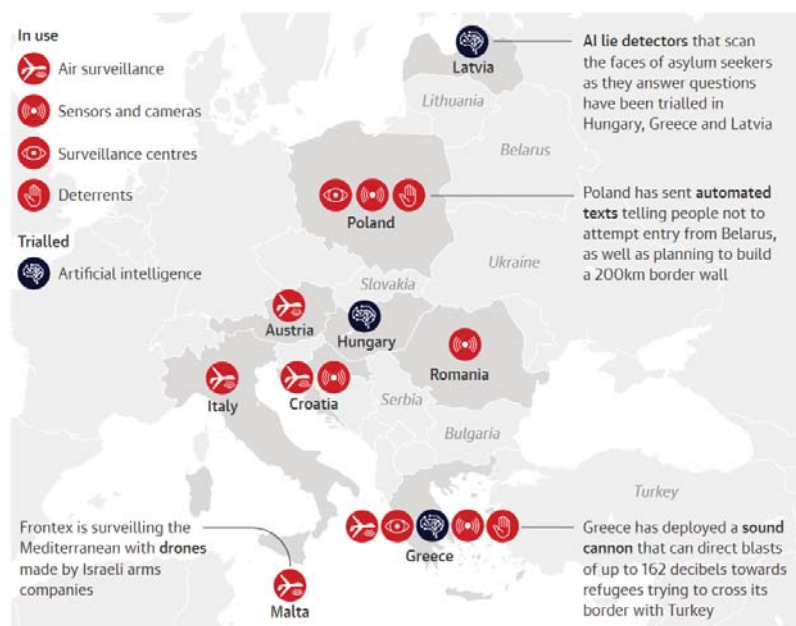 In use
Air surveillance
Sensors and cameras
Surveillance centres
Deterrents
Trialled
Artificial intelligence
Latvia
Lithuania
Belarus
AI lie detectors that scan
the faces of asylum seekers
as they answer questions
have been trialled in
Hungary, Greece and Latvia
Poland
Poland has sent automated
texts telling people not to
attempt entry from Belarus,
as well as planning to build
a 200km border wall
Ukraine
Slovakia
Austria
Hungary
Romania
Italy
Croatia
Serbia
Bulgaria
Turkey
Frontex is surveilling the
Mediterranean with drones
made by Israeli arms
companies
Malta
Greece
Greece has deployed a sound
cannon that can direct blasts
of up to 162 decibels towards
refugees trying to cross its
border with Turkey